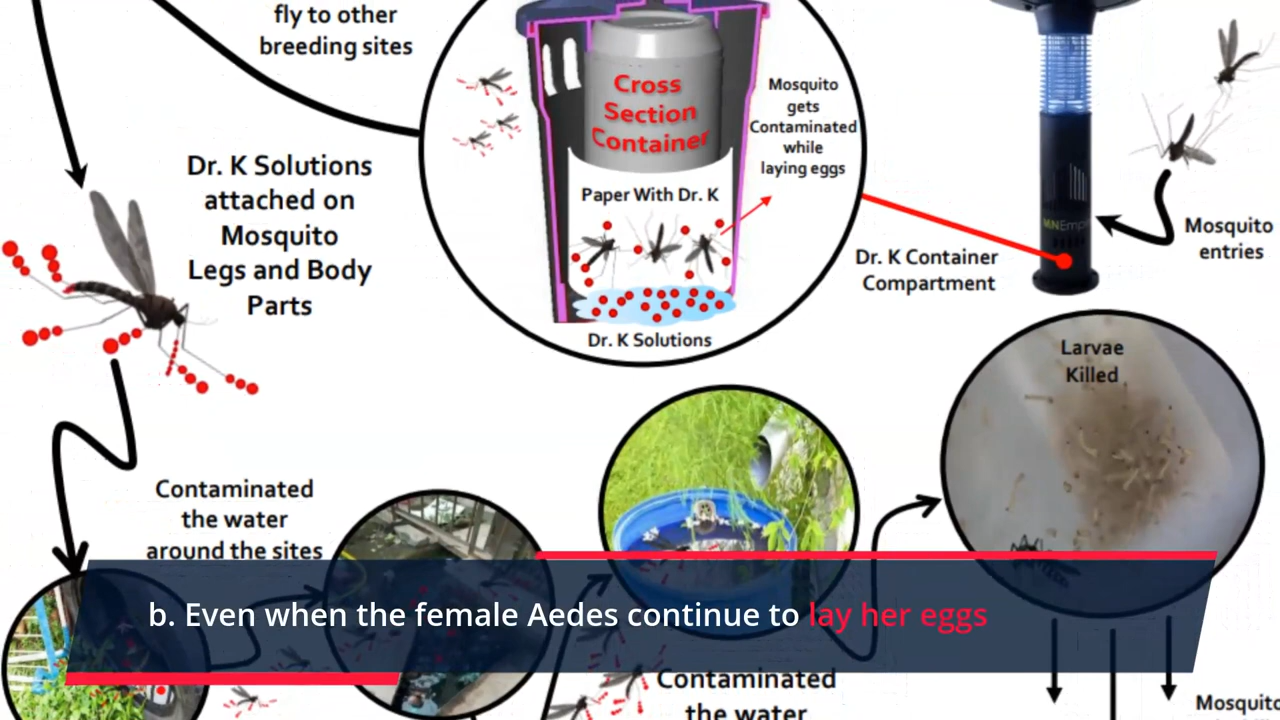 fly to other
breeding sites
Cross
Section
Container
Mosquito
gets
Contaminated
while
laying eggs
Paper With Dr. K
Dr. K Solutions
Dr. K Solutions
attached on
Mosquito
Legs and Body
Parts
Dr. K Container
Compartment
Mosquito
entries
Larvae
Killed
Contaminated
the water
around the sites
b. Even when the female Aedes continue to lay her eggs
Contaminated
the water